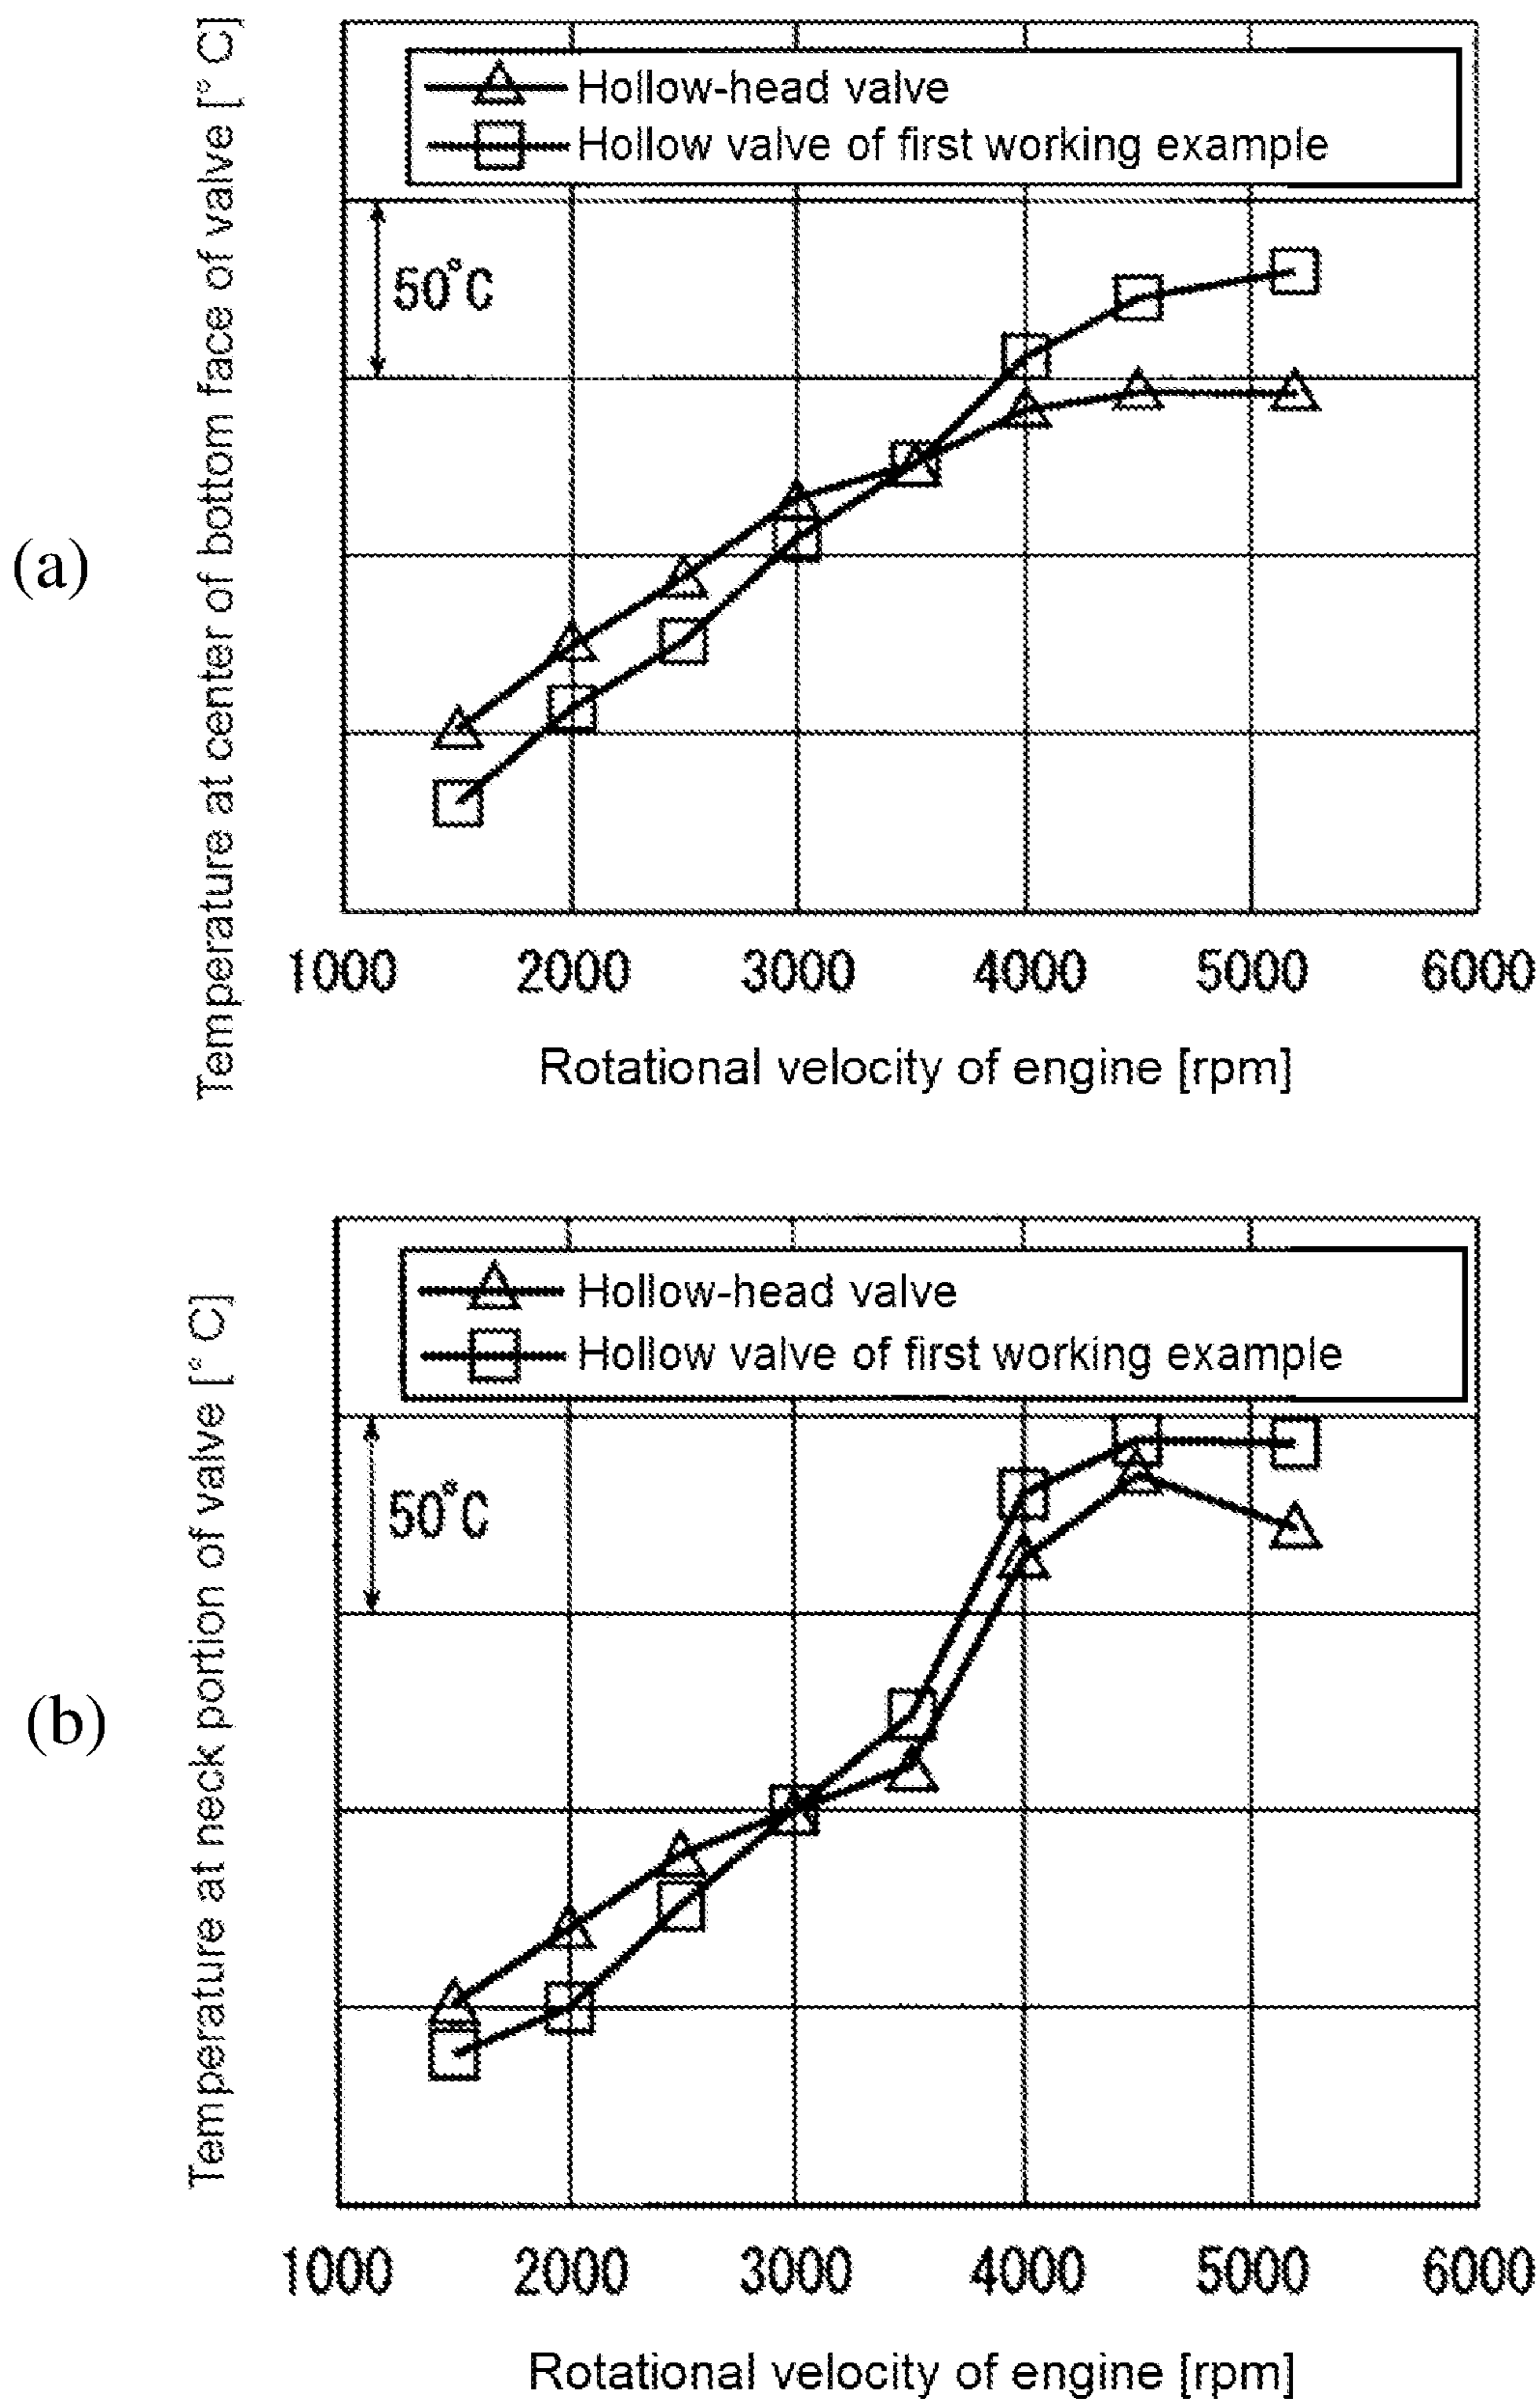 (a)
Temperature at center of bottom face of valve [° C]
Hollow-head valve
Hollow valve of first working example
50°C
1000 2000 3000 4000 5000 6000
Rotational velocity of engine [rpm]
(b)
Temperature at neck portion of valve [° C]
Hollow-head valve
Hollow valve of first working example
50°C
1000 2000 3000 4000 5000 6000
Rotational velocity of engine [rpm]